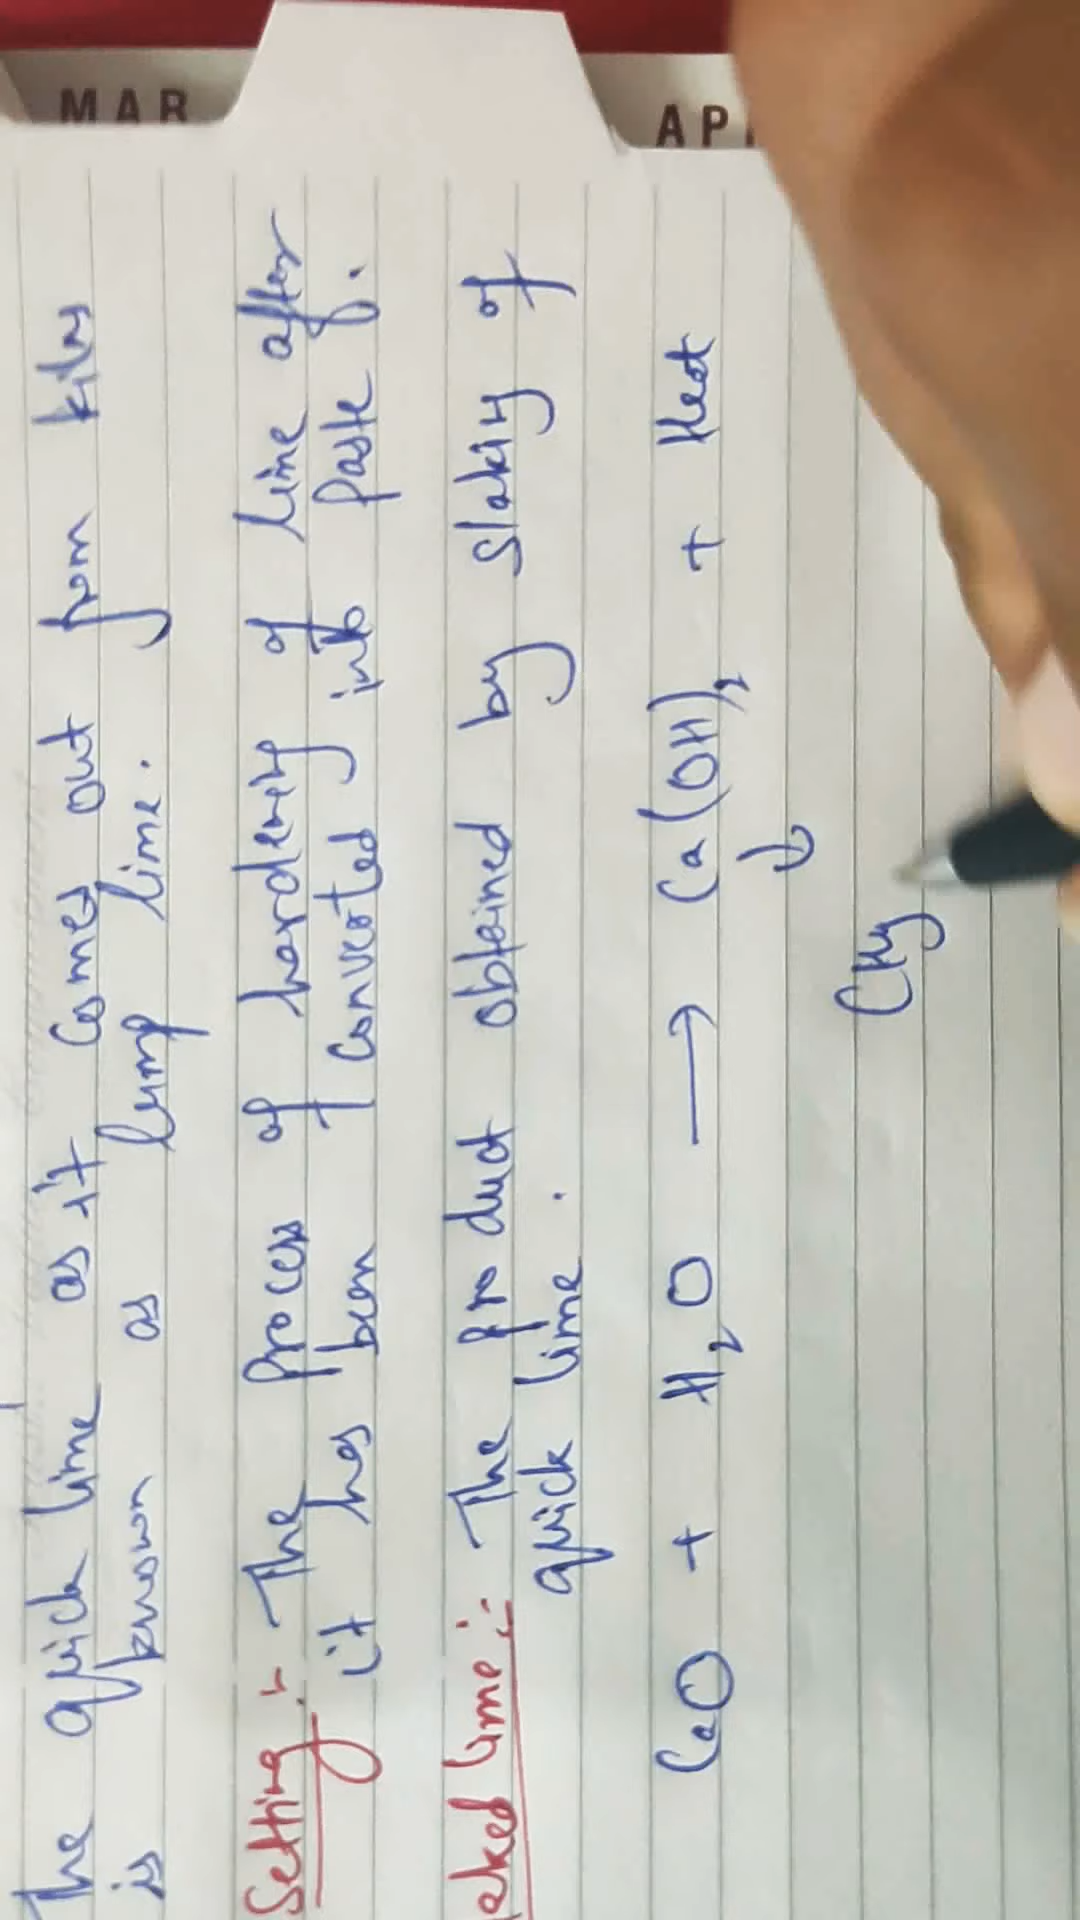 MAR
AP
The quick lime as it comes out from kilns
is known as lump lime.
Setting :- The process of hardening of lime after
it has been converted into paste.
aked lime :- The product obtained by slaking of
quick lime.
CaO + H₂O → Ca(OH)₂ + Heat
↓